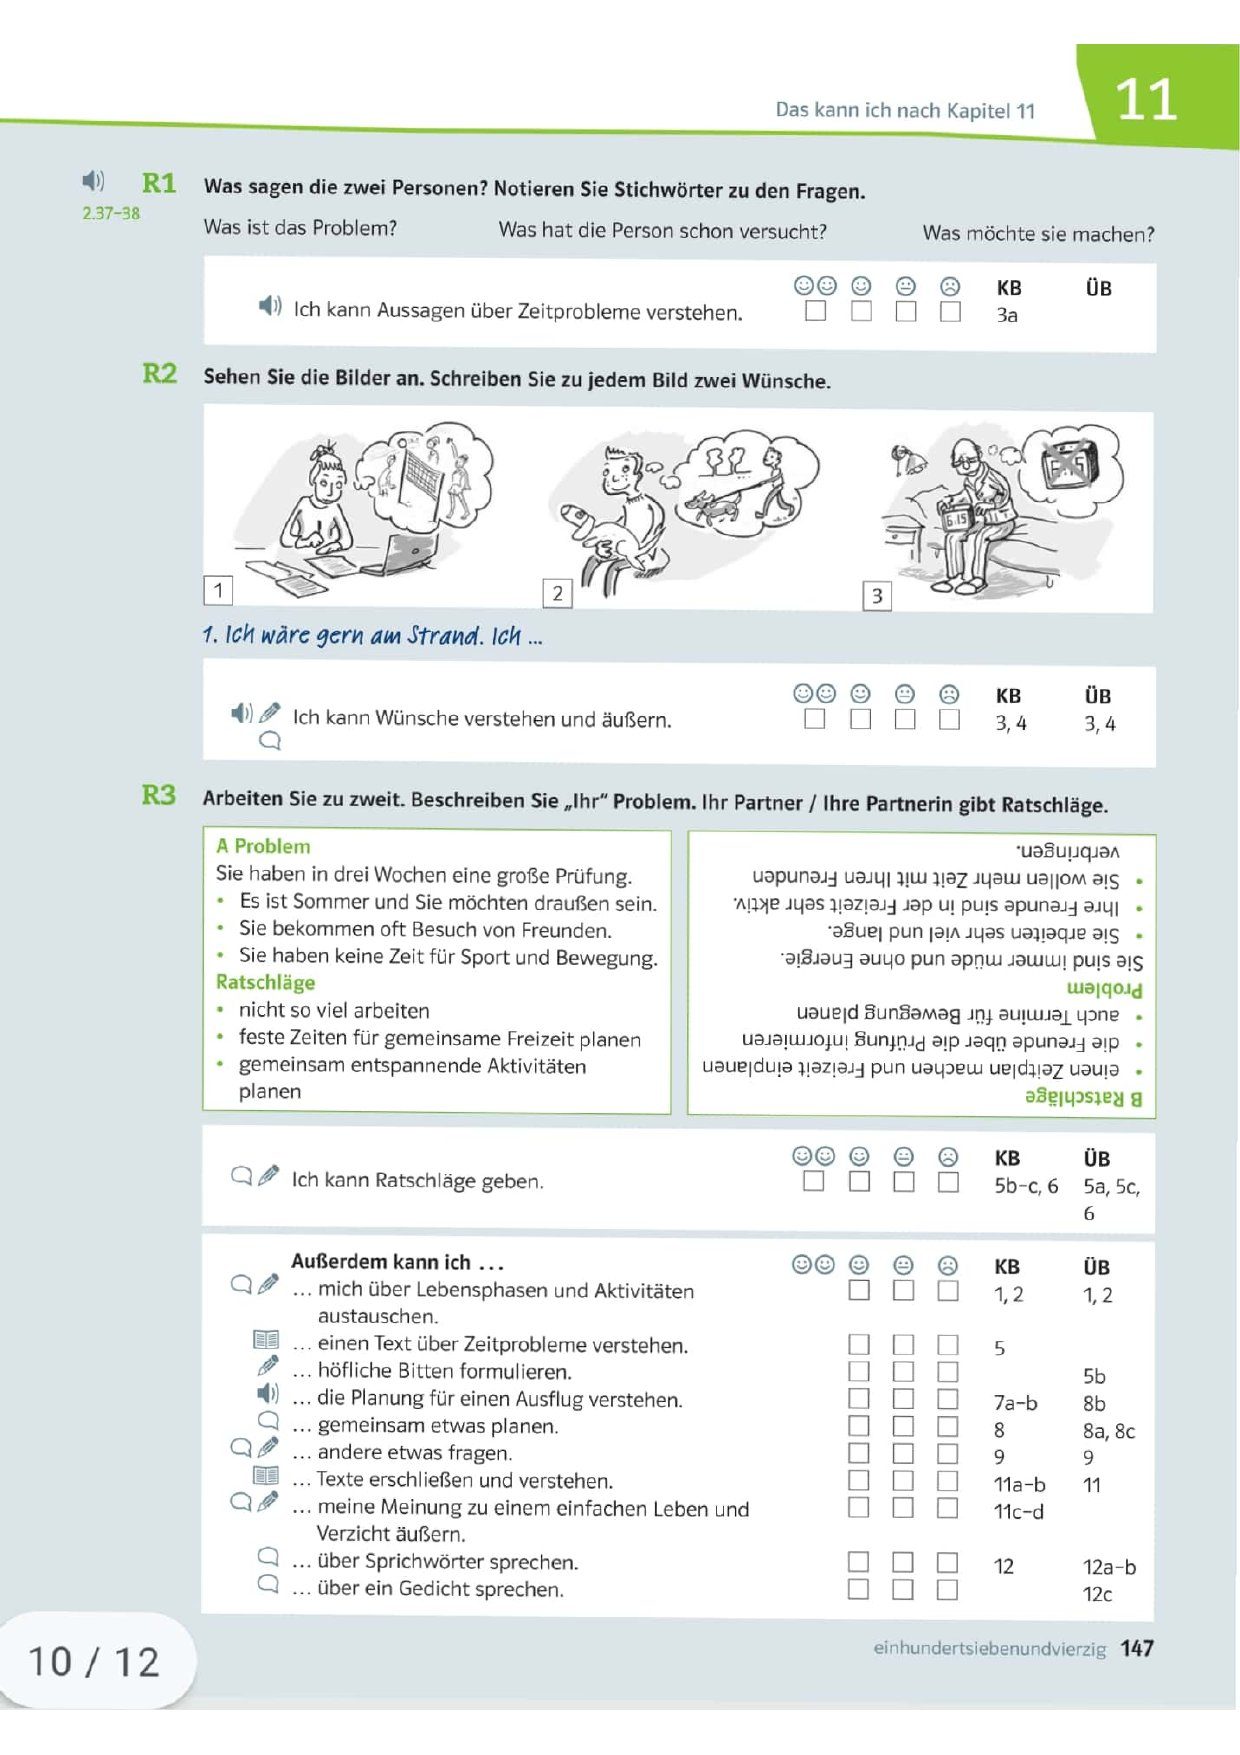 Das kann ich nach Kapitel 11
11
R1 Was sagen die zwei Personen? Notieren Sie Stichwörter zu den Fragen.
2.37–38
Was ist das Problem? Was hat die Person schon versucht? Was möchte sie machen?
KB ÜB
Ich kann Aussagen über Zeitprobleme verstehen. 3a
R2 Sehen Sie die Bilder an. Schreiben Sie zu jedem Bild zwei Wünsche.
6:15
6:15
1 2 3
1. Ich wäre gern am Strand. Ich ...
KB ÜB
Ich kann Wünsche verstehen und äußern. 3, 4 3, 4
R3 Arbeiten Sie zu zweit. Beschreiben Sie „Ihr“ Problem. Ihr Partner / Ihre Partnerin gibt Ratschläge.
A Problem
Sie haben in drei Wochen eine große Prüfung.
• Es ist Sommer und Sie möchten draußen sein.
• Sie bekommen oft Besuch von Freunden.
• Sie haben keine Zeit für Sport und Bewegung.
Ratschläge
• nicht so viel arbeiten
• feste Zeiten für gemeinsame Freizeit planen
• gemeinsam entspannende Aktivitäten
planen
B Ratschläge
• einen Zeitplan machen und Freizeit einplanen
• die Freunde über die Prüfung informieren
• auch Termine für Bewegung planen
Problem
Sie sind immer müde und ohne Energie.
• Sie arbeiten sehr viel und lange.
• Ihre Freunde sind in der Freizeit sehr aktiv.
• Sie wollen mehr Zeit mit Ihren Freunden
verbringen.
KB ÜB
Ich kann Ratschläge geben. 5b–c, 6 5a, 5c,
6
Außerdem kann ich ... KB ÜB
... mich über Lebensphasen und Aktivitäten 1, 2 1, 2
austauschen.
... einen Text über Zeitprobleme verstehen. 5
... höfliche Bitten formulieren. 5b
... die Planung für einen Ausflug verstehen. 7a–b 8b
... gemeinsam etwas planen. 8 8a, 8c
... andere etwas fragen. 9 9
... Texte erschließen und verstehen. 11a–b 11
... meine Meinung zu einem einfachen Leben und 11c–d
Verzicht äußern.
... über Sprichwörter sprechen. 12 12a–b
... über ein Gedicht sprechen. 12c
einhundertsiebenundvierzig 147
10 / 12